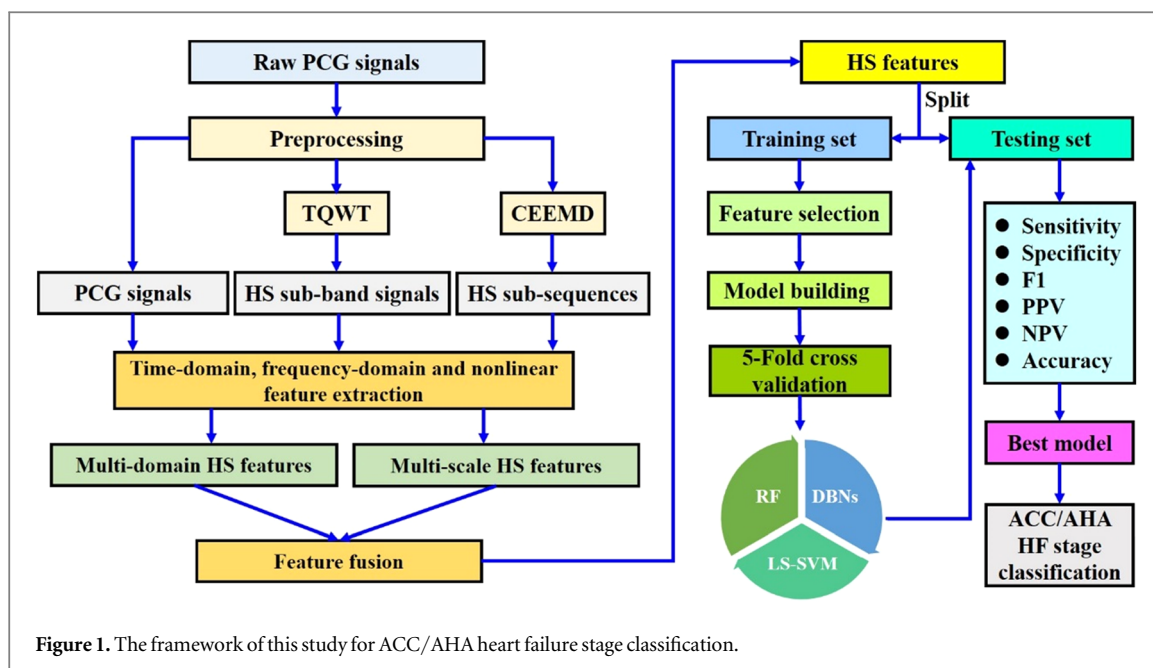 Raw PCG signals
Preprocessing
TQWT
CEEMD
PCG signals
HS sub-band signals
HS sub-sequences
Time-domain, frequency-domain and nonlinear
feature extraction
Multi-domain HS features
Multi-scale HS features
Feature fusion
HS features
Split
Training set
Testing set
Feature selection
Model building
5-Fold cross
validation
RF
DBNs
LS-SVM
● Sensitivity
● Specificity
● F1
● PPV
● NPV
● Accuracy
Best model
ACC/AHA
HF stage
classification
Figure 1. The framework of this study for ACC/AHA heart failure stage classification.